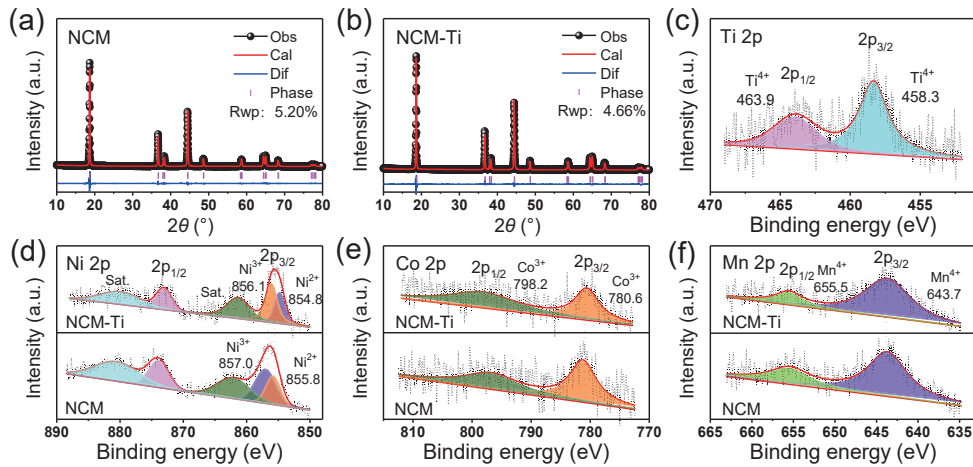 (a)
NCM
Obs
Cal
Dif
Phase
Rwp: 5.20%
Intensity (a.u.)
10 20 30 40 50 60 70 80
2θ (°)
(b)
NCM-Ti
Obs
Cal
Dif
Phase
Rwp: 4.66%
Intensity (a.u.)
10 20 30 40 50 60 70 80
2θ (°)
(c)
Ti 2p
2p3/2
2p1/2
Ti4+
463.9
Ti4+
458.3
Intensity (a.u.)
470 465 460 455
Binding energy (eV)
(d)
Ni 2p
Sat.
2p1/2
Sat.
Ni3+
856.1
2p3/2
Ni2+
854.8
NCM-Ti
Ni3+
857.0
Ni2+
855.8
NCM
Intensity (a.u.)
890 880 870 860 850
Binding energy (eV)
(e)
Co 2p
2p1/2
Co3+
798.2
2p3/2
Co3+
780.6
NCM-Ti
NCM
Intensity (a.u.)
810 800 790 780 770
Binding energy (eV)
(f)
Mn 2p
2p1/2
Mn4+
655.5
2p3/2
Mn4+
643.7
NCM-Ti
NCM
Intensity (a.u.)
665 655 645 635
Binding energy (eV)